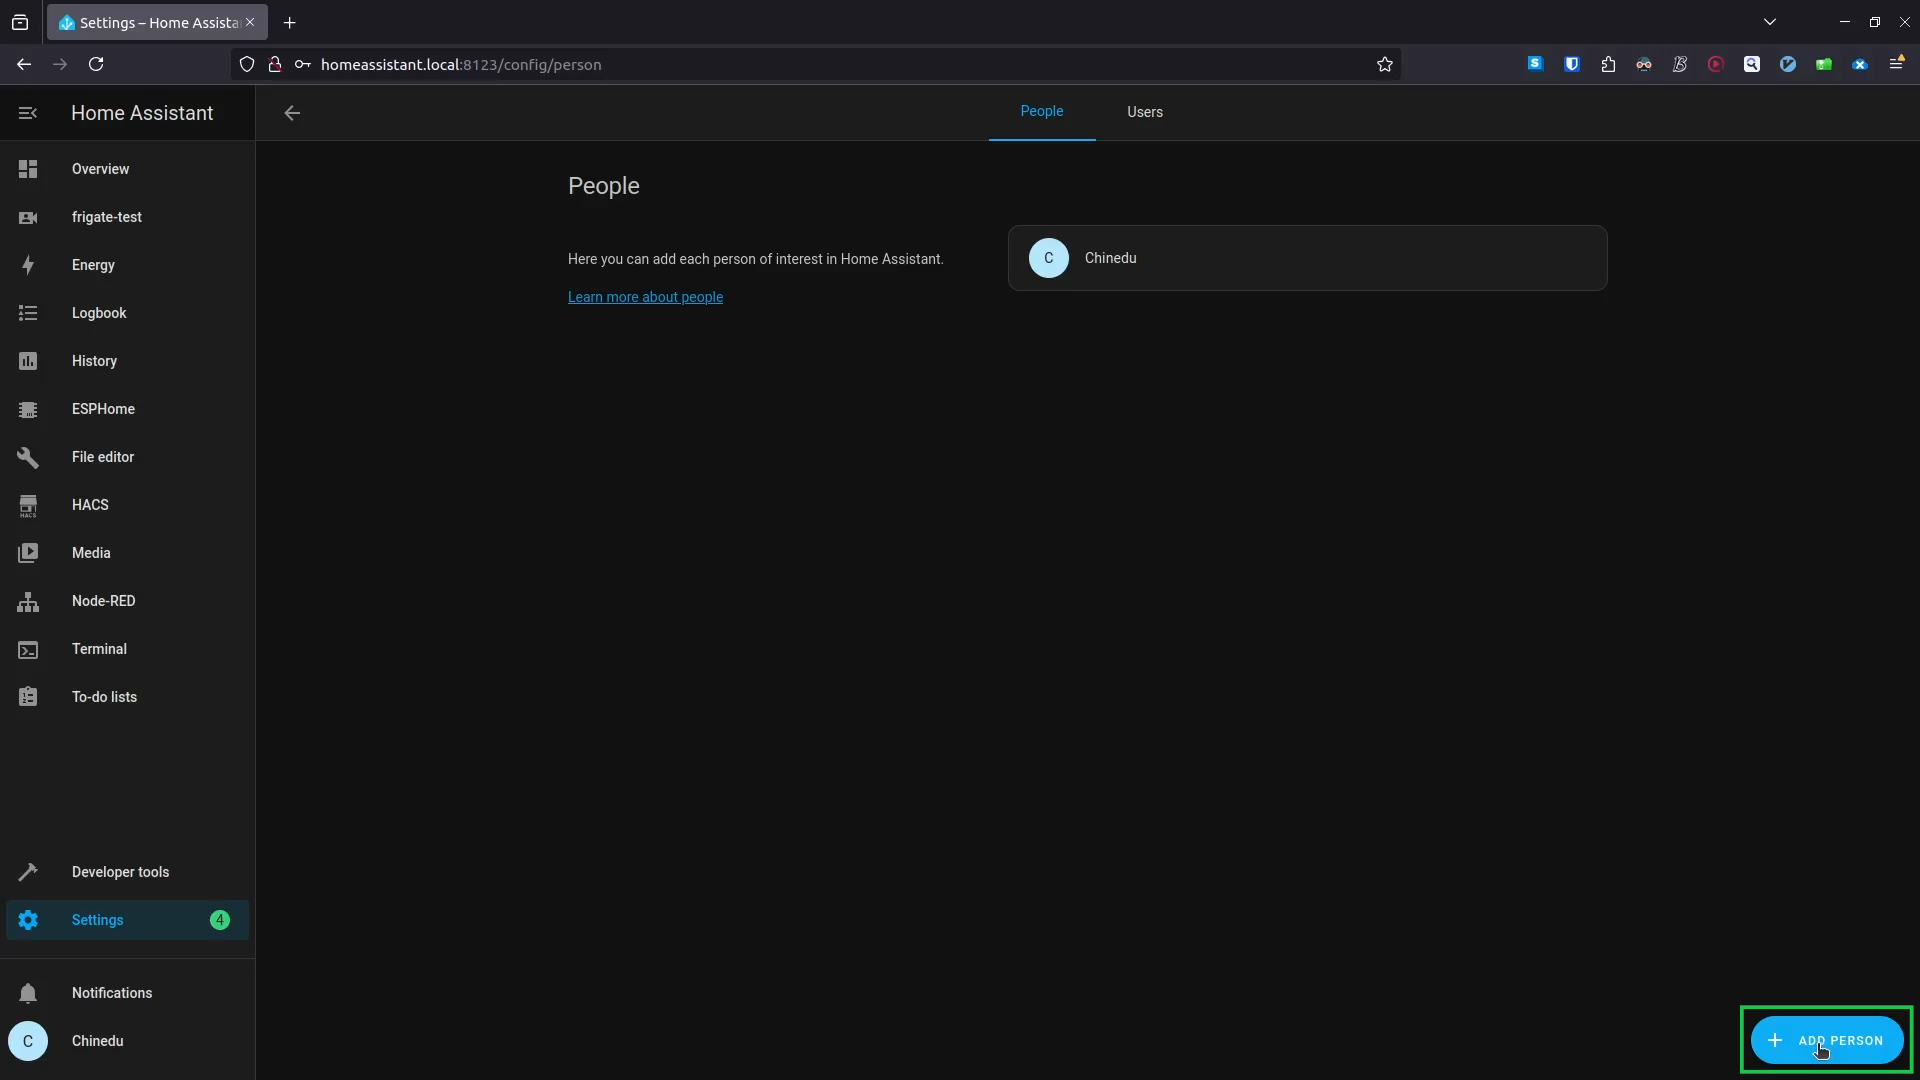 Settings – Home Assista
homeassistant.local:8123/config/person
Home Assistant
People
Users
Overview
frigate-test
Energy
Logbook
History
ESPHome
File editor
HACS
Media
Node-RED
Terminal
To-do lists
Developer tools
Settings
4
Notifications
C
Chinedu
People
Here you can add each person of interest in Home Assistant.
Learn more about people
C
Chinedu
ADD PERSON